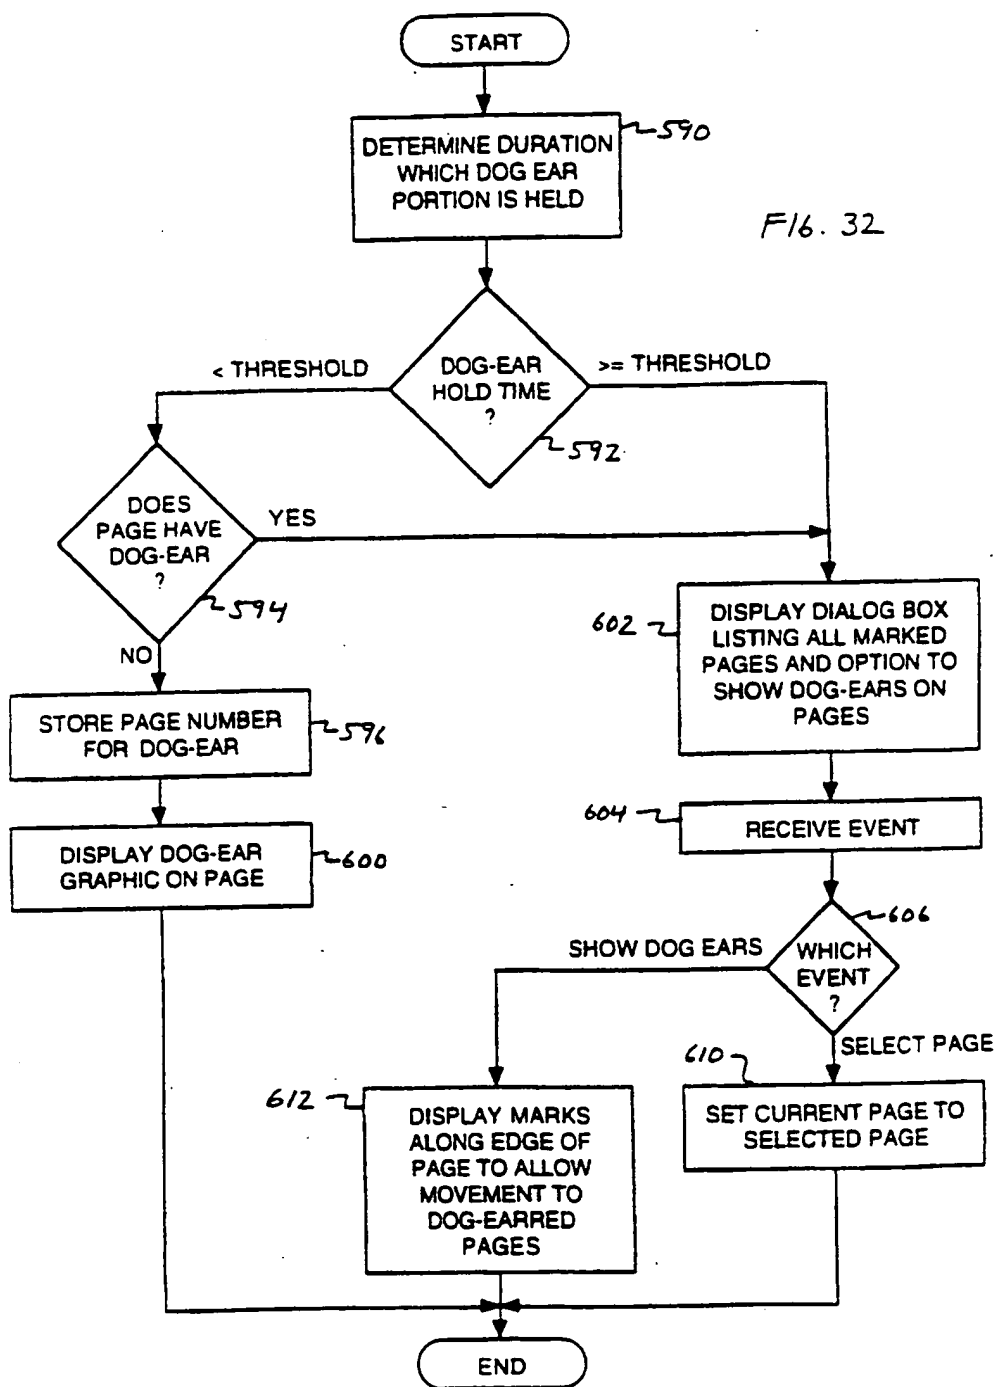 START
DETERMINE DURATION
WHICH DOG EAR
PORTION IS HELD
590
FIG. 32
< THRESHOLD
DOG-EAR
HOLD TIME
?
>= THRESHOLD
592
DOES
PAGE HAVE
DOG-EAR
?
YES
594
NO
STORE PAGE NUMBER
FOR DOG-EAR
596
DISPLAY DOG-EAR
GRAPHIC ON PAGE
600
602
DISPLAY DIALOG BOX
LISTING ALL MARKED
PAGES AND OPTION TO
SHOW DOG-EARS ON
PAGES
604
RECEIVE EVENT
606
SHOW DOG EARS
WHICH
EVENT
?
SELECT PAGE
610
SET CURRENT PAGE TO
SELECTED PAGE
612
DISPLAY MARKS
ALONG EDGE OF
PAGE TO ALLOW
MOVEMENT TO
DOG-EARRED
PAGES
END